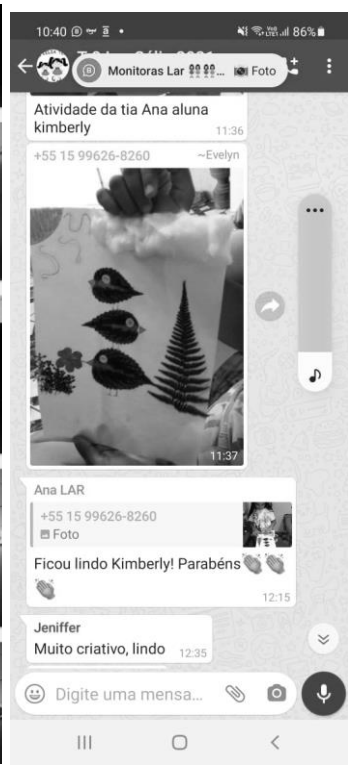 10:40
86%
Monitoras Lar
... Foto
Atividade da tia Ana aluna
kimberly
11:36
+55 15 99626-8260
~Evelyn
11:37
Ana LAR
+55 15 99626-8260
Foto
Ficou lindo Kimberly! Parabéns
12:15
Jeniffer
Muito criativo, lindo
12:35
Digite uma mensa...